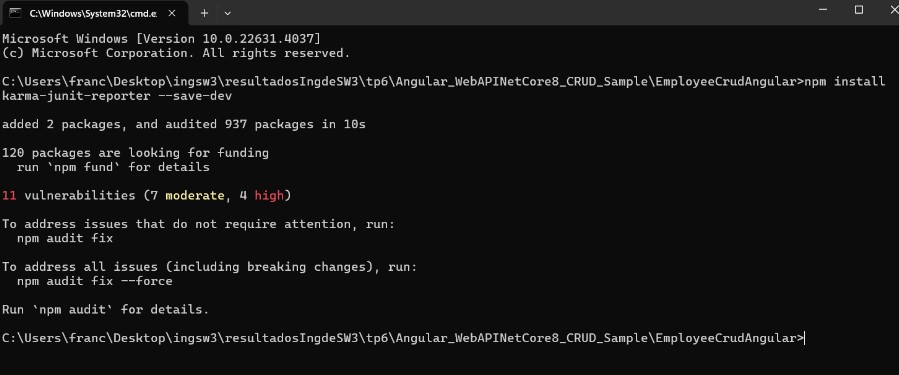 C:\Windows\System32\cmd.e
Microsoft Windows [Version 10.0.22631.4037]
(c) Microsoft Corporation. All rights reserved.
C:\Users\franc\Desktop\ingsw3\resultadosIngdeSW3\tp6\Angular_WebAPINetCore8_CRUD_Sample\EmployeeCrudAngular>npm install
karma-junit-reporter --save-dev
added 2 packages, and audited 937 packages in 10s
120 packages are looking for funding
run `npm fund` for details
11 vulnerabilities (7 moderate, 4 high)
To address issues that do not require attention, run:
npm audit fix
To address all issues (including breaking changes), run:
npm audit fix --force
Run `npm audit` for details.
C:\Users\franc\Desktop\ingsw3\resultadosIngdeSW3\tp6\Angular_WebAPINetCore8_CRUD_Sample\EmployeeCrudAngular>